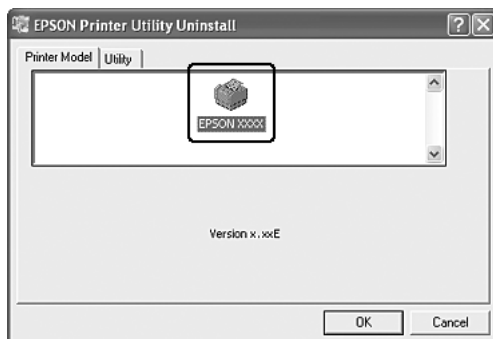 EPSON Printer Utility Uninstall
Printer Model Utility
EPSON XXXX
Version x.xxE
OK Cancel